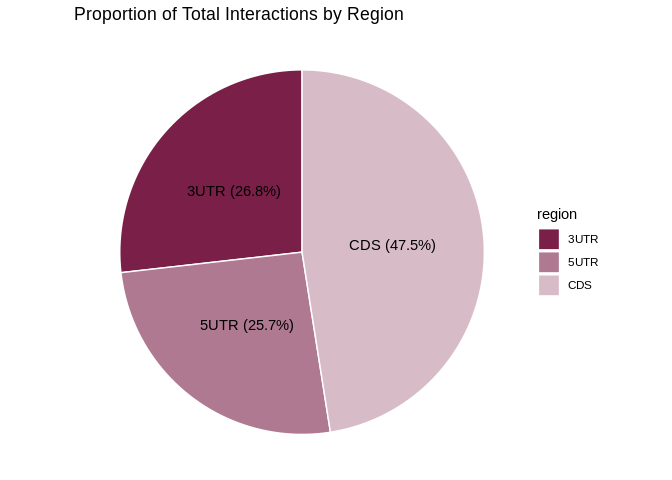 Proportion of Total Interactions by Region
3UTR (26.8%)
CDS (47.5%)
5UTR (25.7%)
region
3UTR
5UTR
CDS